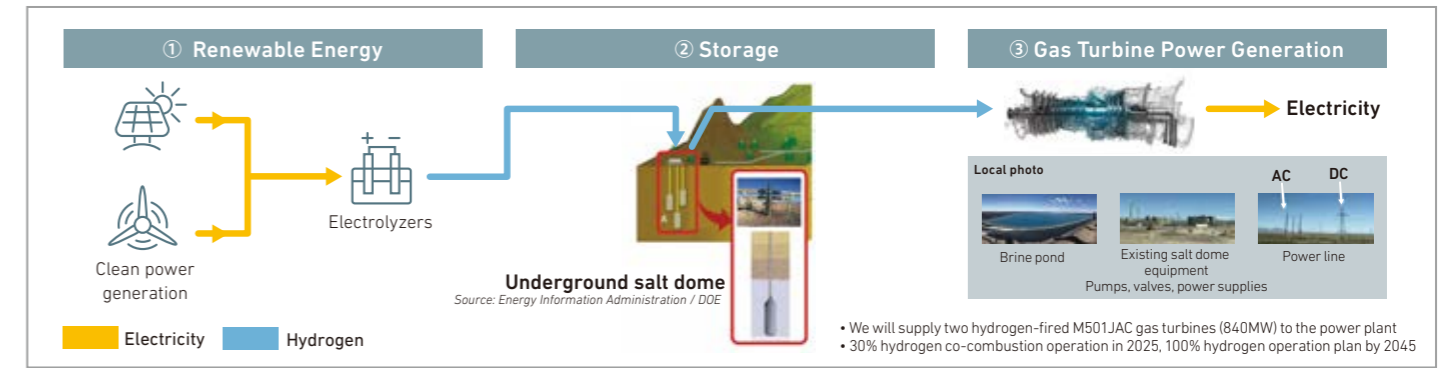 ① Renewable Energy
② Storage
③ Gas Turbine Power Generation
Electricity
+ −
Electrolyzers
Clean power
generation
Underground salt dome
Source: Energy Information Administration / DOE
Local photo
AC
DC
Brine pond
Existing salt dome
equipment
Pumps, valves, power supplies
Power line
Electricity
Hydrogen
• We will supply two hydrogen-fired M501JAC gas turbines (840MW) to the power plant
• 30% hydrogen co-combustion operation in 2025, 100% hydrogen operation plan by 2045